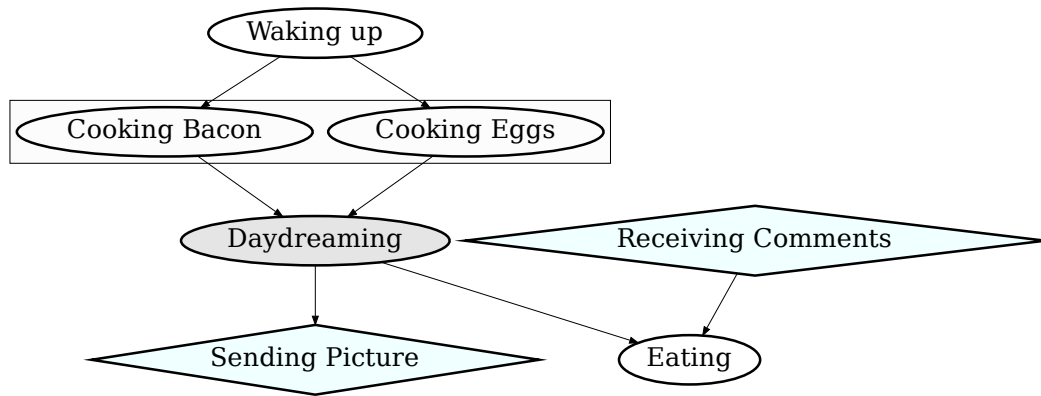 Waking up
Cooking Bacon
Cooking Eggs
Daydreaming
Receiving Comments
Sending Picture
Eating